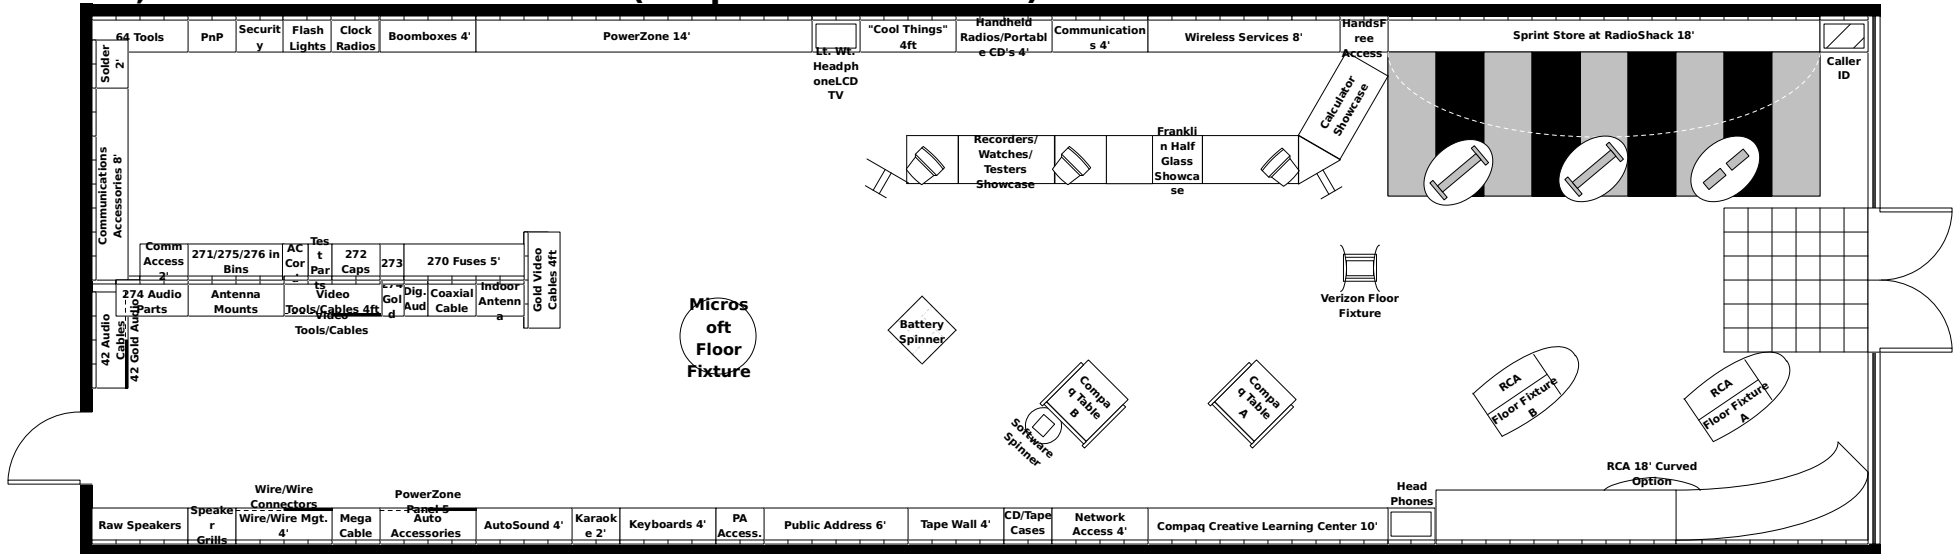 64 Tools
PnP
Securit
y
Flash
Lights
Clock
Radios
Boomboxes 4'
PowerZone 14'
Lt. Wt.
Headph
oneLCD
TV
"Cool Things"
4ft
Handheld
Radios/Portabl
e CD's 4'
Communication
s 4'
Wireless Services 8'
HandsF
ree
Access
Sprint Store at RadioShack 18'
Caller
ID
Solder
2'
Communications
Accessories 8'
Calculator
Showcase
Recorders/
Watches/
Testers
Showcase
Frankli
n Half
Glass
Showca
se
Comm
Access
2'
271/275/276 in
Bins
AC
Cor
Tes
t
Par
ts
272
Caps
273
270 Fuses 5'
Gold Video
Cables 4ft
274 Audio
Parts
Antenna
Mounts
Video
Tools/Cables 4ft
Video
Tools/Cables
274
Gol
d
Dig.
Aud
Coaxial
Cable
Indoor
Antenn
a
42 Audio
Cables
42 Gold Audio
Micros
oft
Floor
Fixture
Battery
Spinner
Verizon Floor
Fixture
Compa
q Table
B
Software
Spinner
Compa
q Table
A
RCA
Floor Fixture
B
RCA
Floor Fixture
A
RCA 18' Curved
Option
Head
Phones
Raw Speakers
Speake
r
Grills
Wire/Wire
Connectors
Wire/Wire Mgt.
4'
Mega
Cable
PowerZone
Panel 5
Auto
Accessories
AutoSound 4'
Karaok
e 2'
Keyboards 4'
PA
Access.
Public Address 6'
Tape Wall 4'
CD/Tape
Cases
Network
Access 4'
Compaq Creative Learning Center 10'